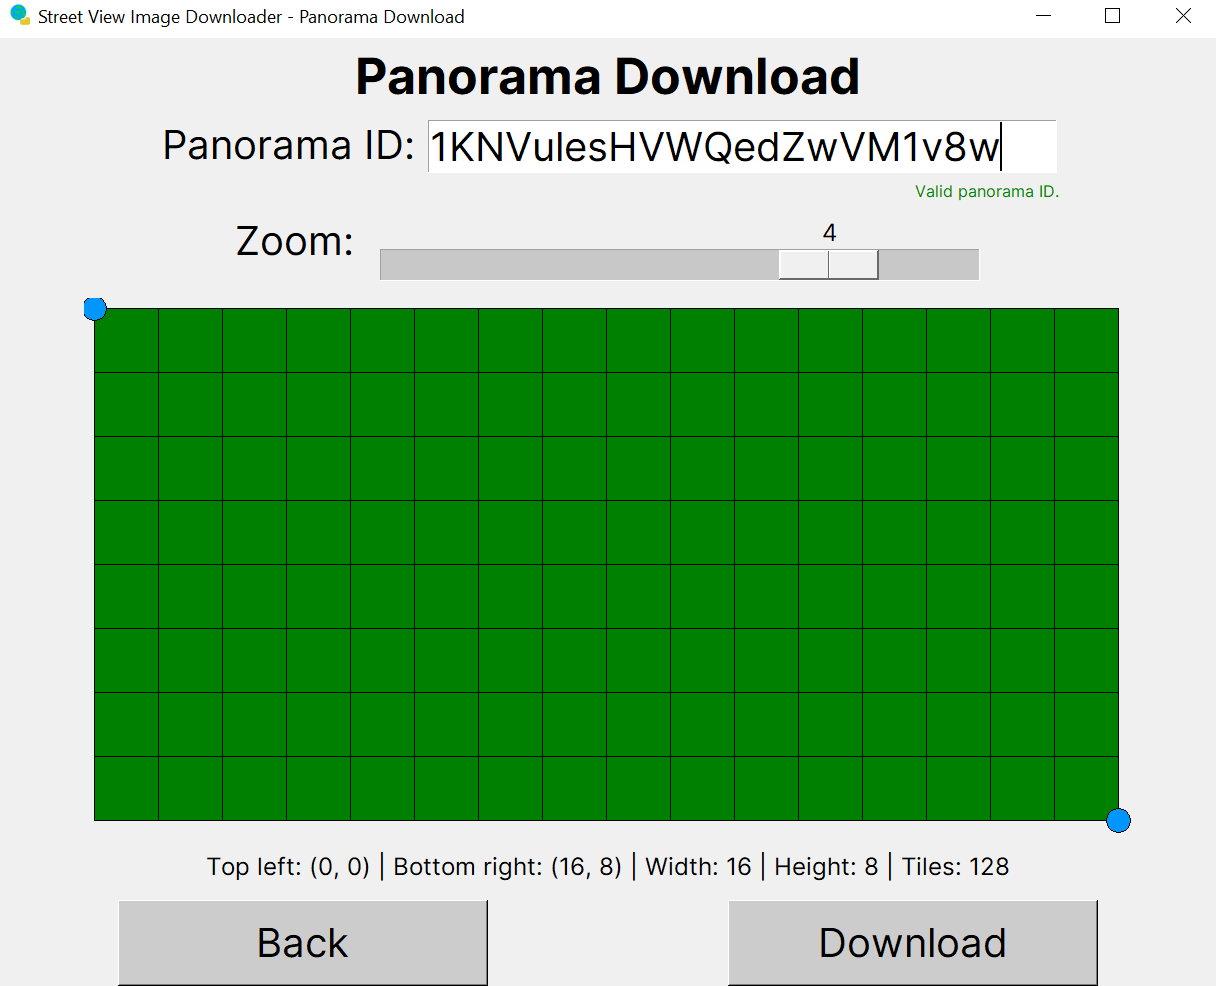 Street View Image Downloader - Panorama Download
Panorama Download
Panorama ID: 1KNVulesHVWQedZwVM1v8w
Valid panorama ID.
4
Zoom:
Top left: (0, 0) | Bottom right: (16, 8) | Width: 16 | Height: 8 | Tiles: 128
Back Download